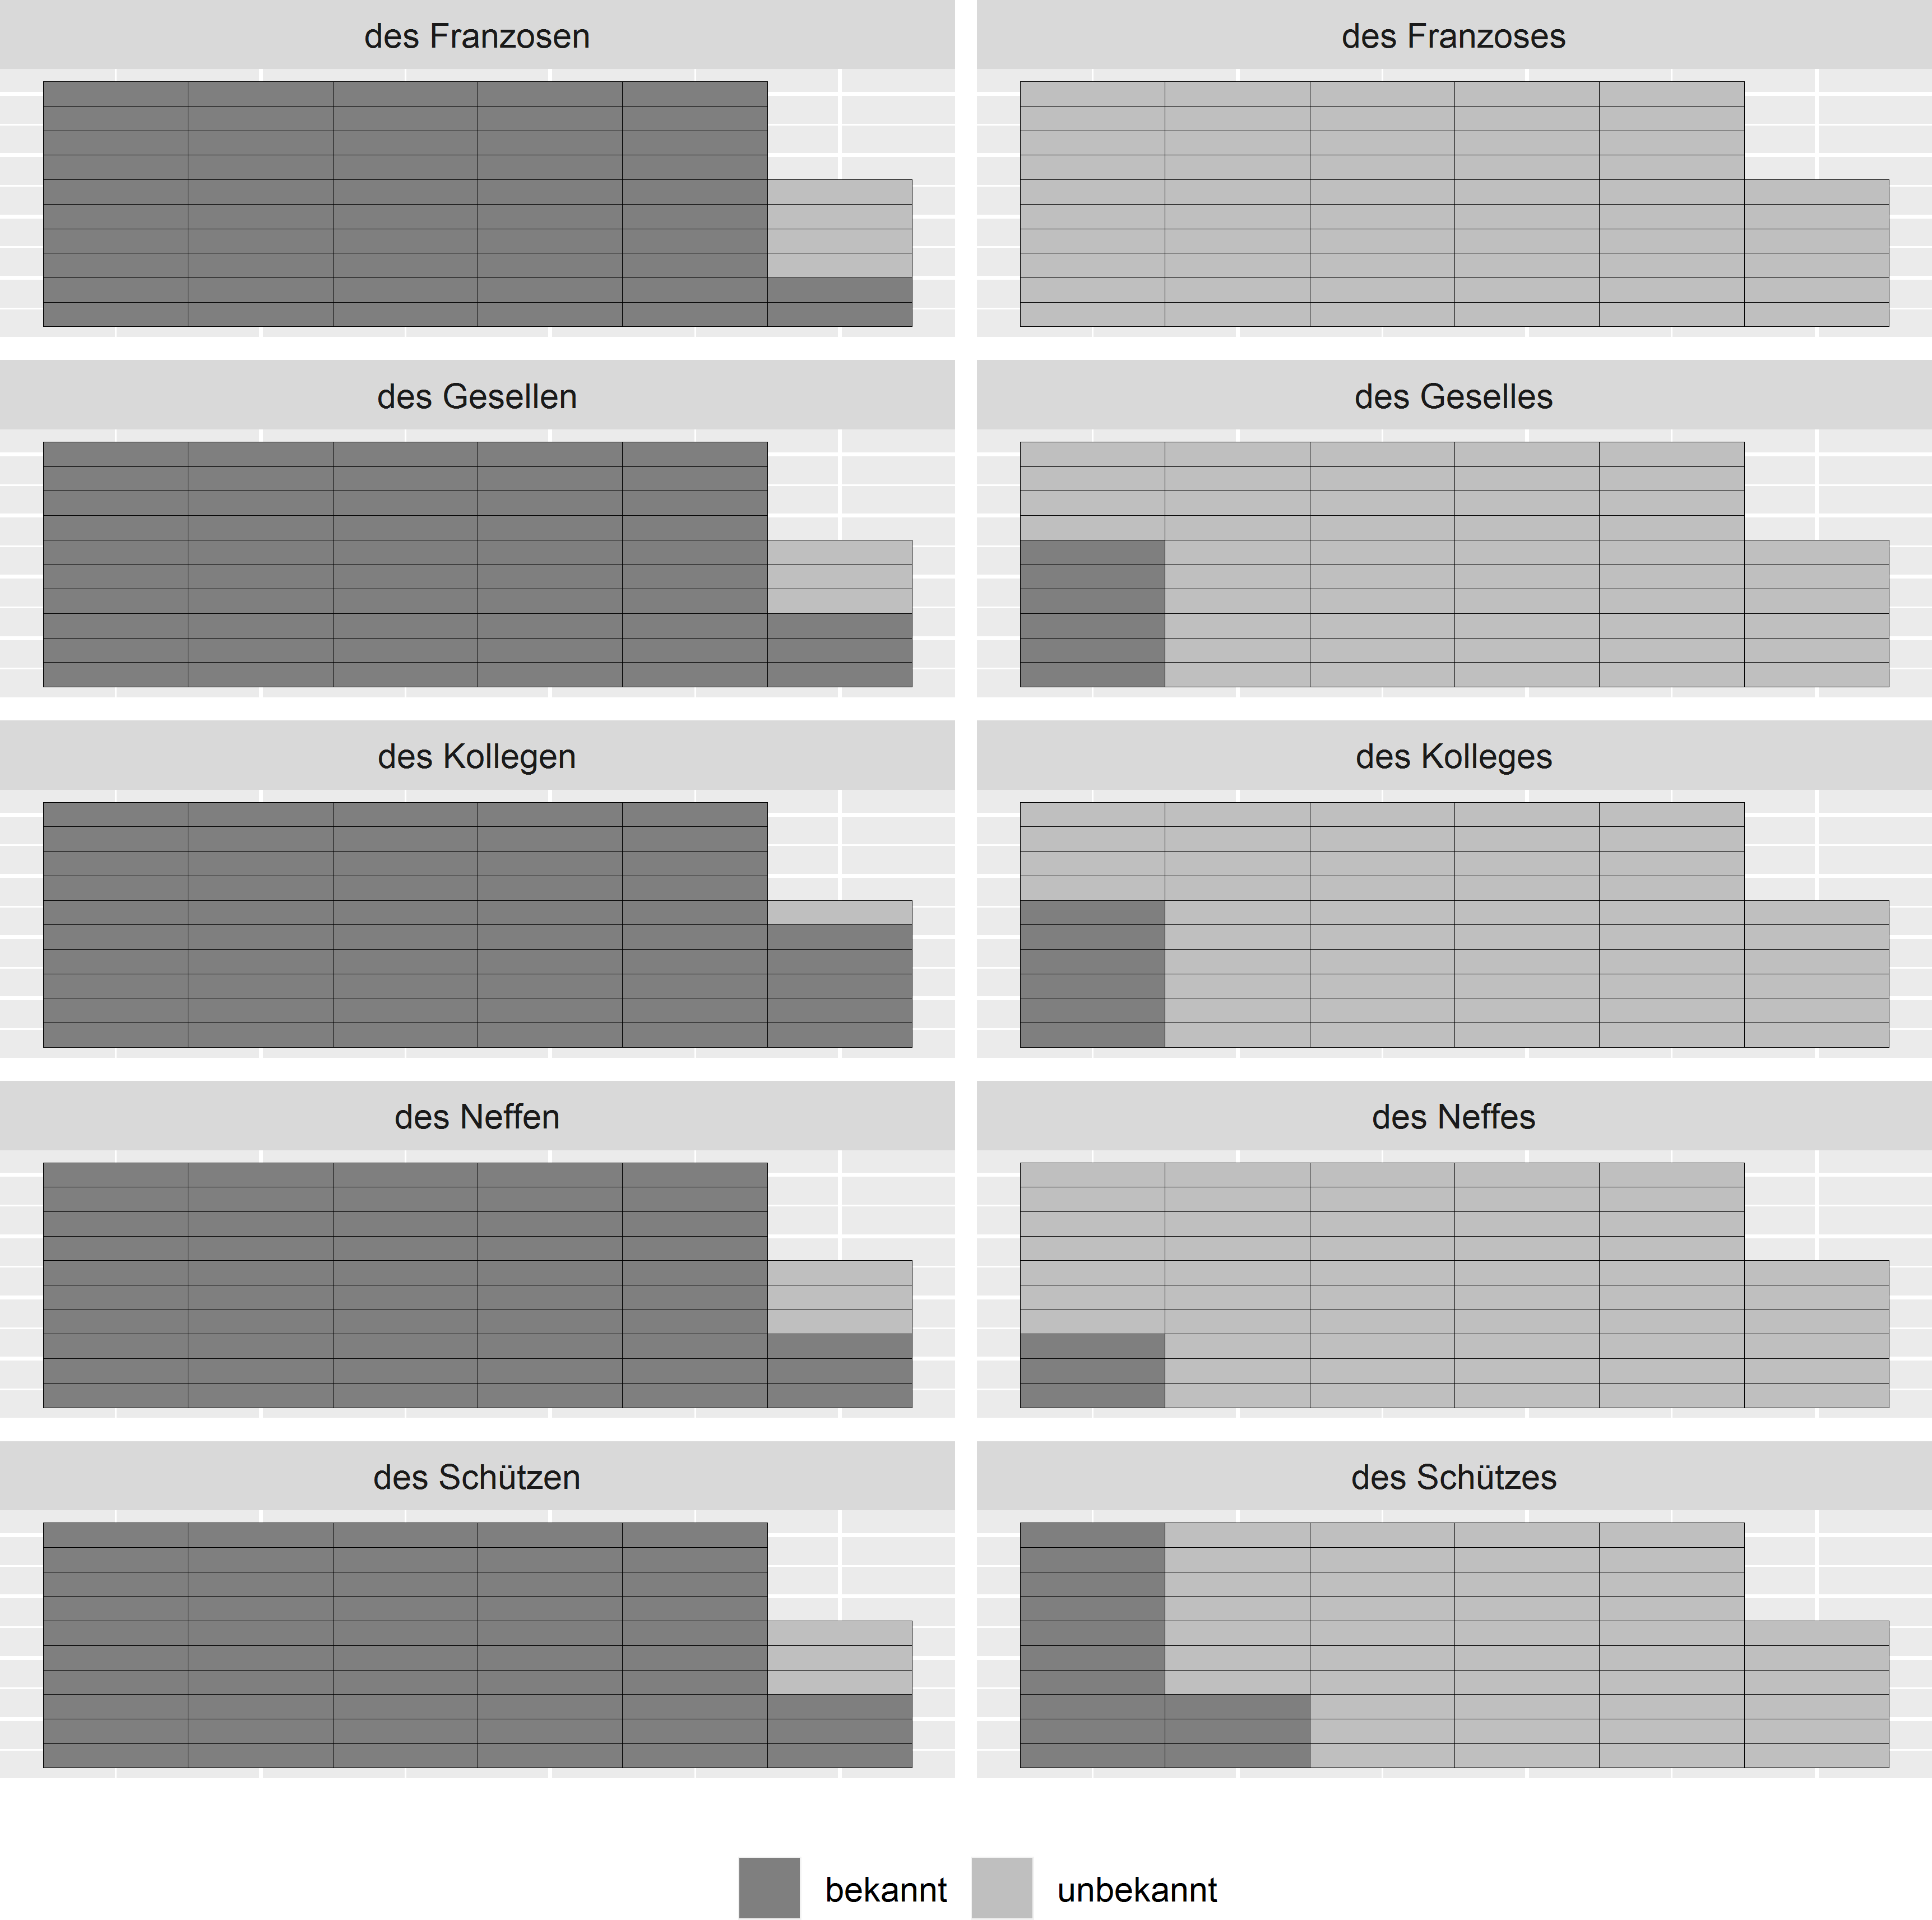 des Franzosen
des Franzoses
des Gesellen
des Geselles
des Kollegen
des Kolleges
des Neffen
des Neffes
des Schützen
des Schützes
bekannt
unbekannt